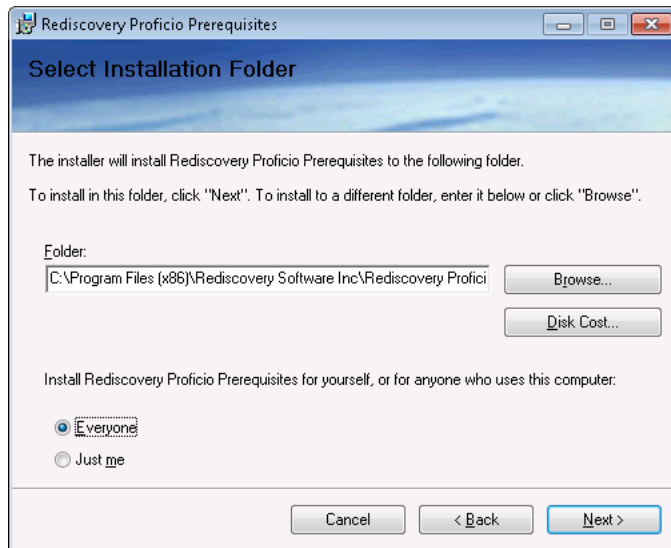 Rediscovery Proficio Prerequisites
Select Installation Folder
The installer will install Rediscovery Proficio Prerequisites to the following folder.
To install in this folder, click "Next". To install to a different folder, enter it below or click "Browse".
Folder:
C:\Program Files (x86)\Rediscovery Software Inc\Rediscovery Profici
Browse...
Disk Cost...
Install Rediscovery Proficio Prerequisites for yourself, or for anyone who uses this computer:
Everyone
Just me
Cancel
< Back
Next >